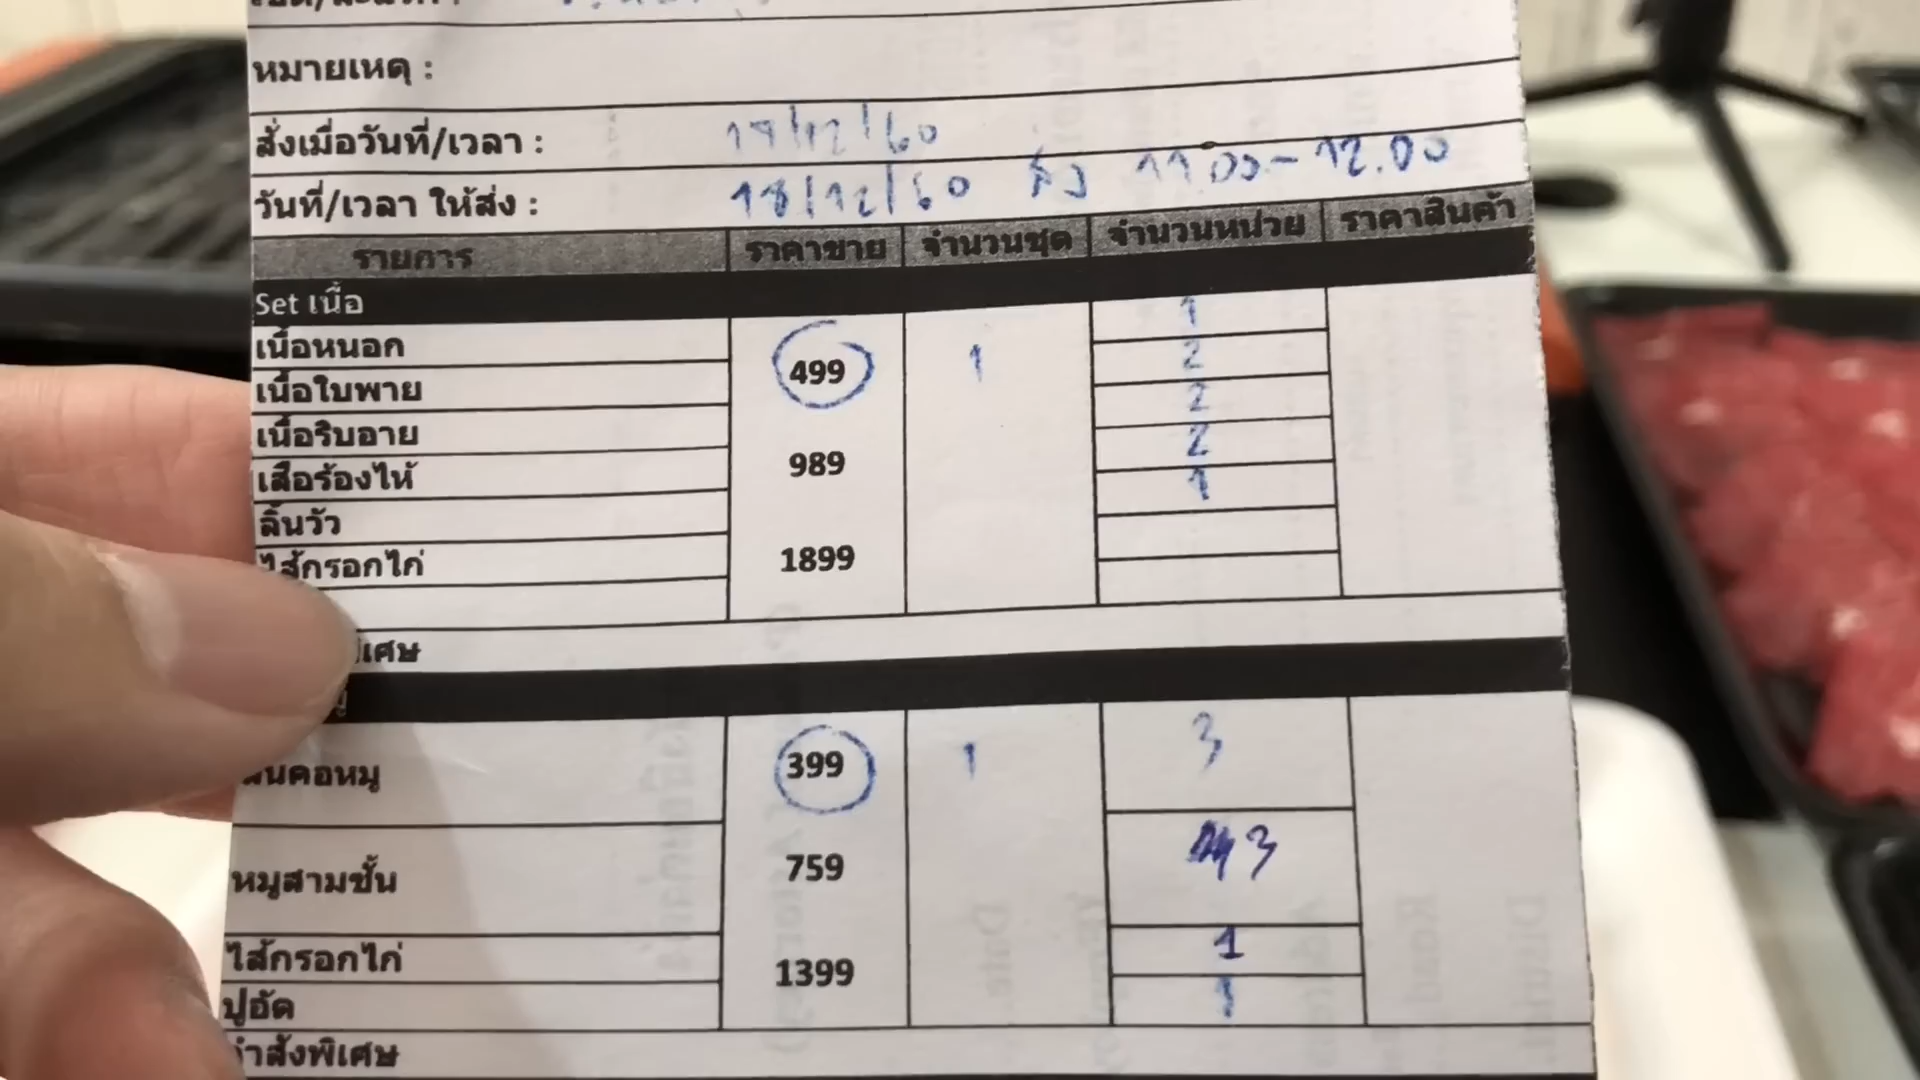 หมายเหตุ :
สั่งเมื่อวันที่/เวลา : 17/12/60
วันที่/เวลา ให้ส่ง : 18/12/60 ส่ง 11.00-12.00
รายการ ราคาขาย จำนวนชุด จำนวนหน่วย ราคาสินค้า
Set เนื้อ
1
เนื้อหนอก 499 1 2
เนื้อใบพาย 2
เนื้อริบอาย 989 2
เสือร้องไห้ 1
ลิ้นวัว
ไส้กรอกไก่ 1899
สันคอหมู 399 1 3
หมูสามชั้น 759 3
ไส้กรอกไก่ 1399 1
ปูอัด 1
คำสั่งพิเศษ